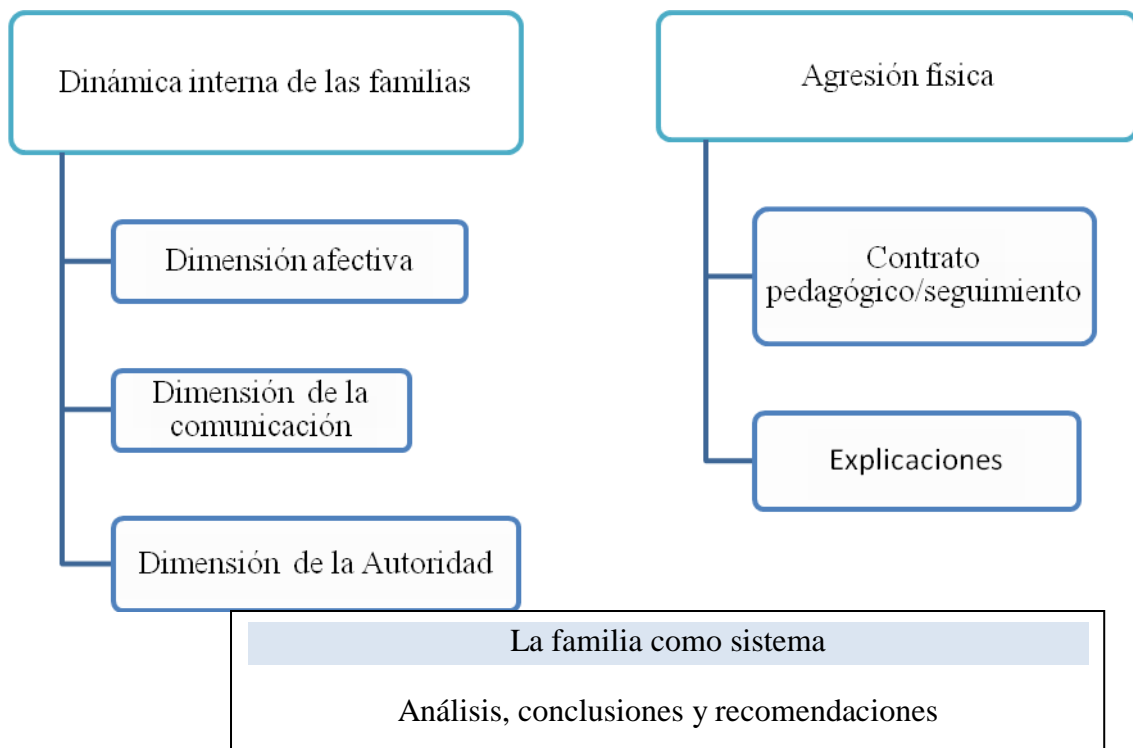 Dinámica interna de las familias
Dimensión afectiva
Dimensión de la
comunicación
Dimensión de la Autoridad
Agresión física
Contrato
pedagógico/seguimiento
Explicaciones
La familia como sistema
Análisis, conclusiones y recomendaciones